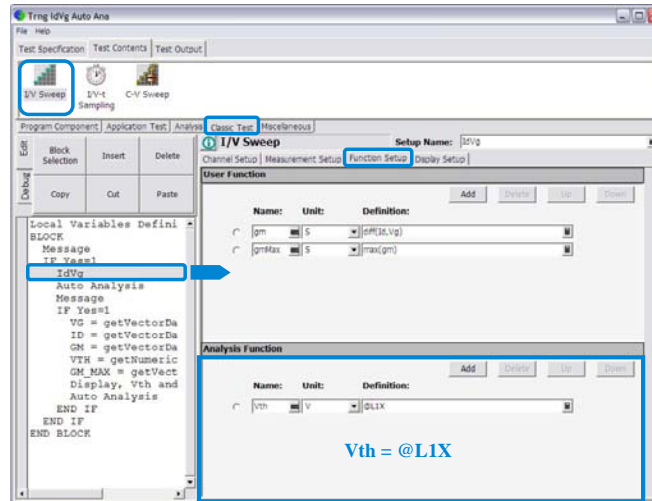 Trng IdVg Auto Ana
File Help
Test Specification Test Contents Test Output
I/V Sweep I/V-t Sampling C-V Sweep
Program Component Application Test Analysis Classic Test Miscelaneous
Edit
Debug
Block Selection Insert Delete
Copy Cut Paste
Local Variables Defini
BLOCK
Message
IF Yes=1
IdVg
Auto Analysis
Message
IF Yes=1
VG = getVectorDa
ID = getVectorDa
GM = getVectorDa
VTH = getNumeric
GM_MAX = getVect
Display, Vth and
Auto Analysis
END IF
END IF
END BLOCK
I/V Sweep Setup Name: IdVg
Channel Setup Measurement Setup Function Setup Display Setup
User Function
Add Delete Up Down
Name: Unit: Definition:
gm S diff(Id,Vg)
gmMax S max(gm)
Analysis Function
Add Delete Up Down
Name: Unit: Definition:
Vth V @L1X
Vth = @L1X